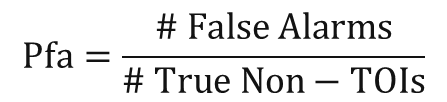 Pfa = # False Alarms / # True Non − TOIs